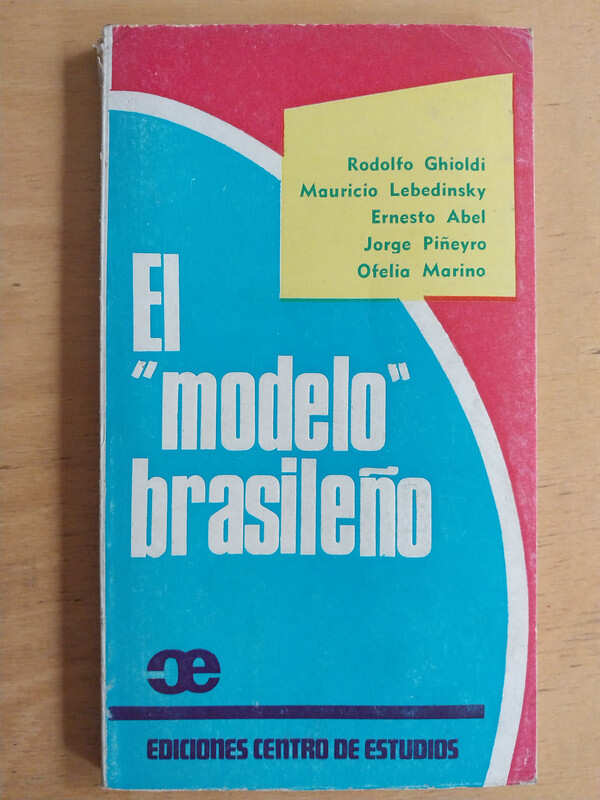 Rodolfo Ghioldi
Mauricio Lebedinsky
Ernesto Abel
Jorge Piñeyro
Ofelia Marino
El
"modelo"
brasileño
ce
EDICIONES CENTRO DE ESTUDIOS